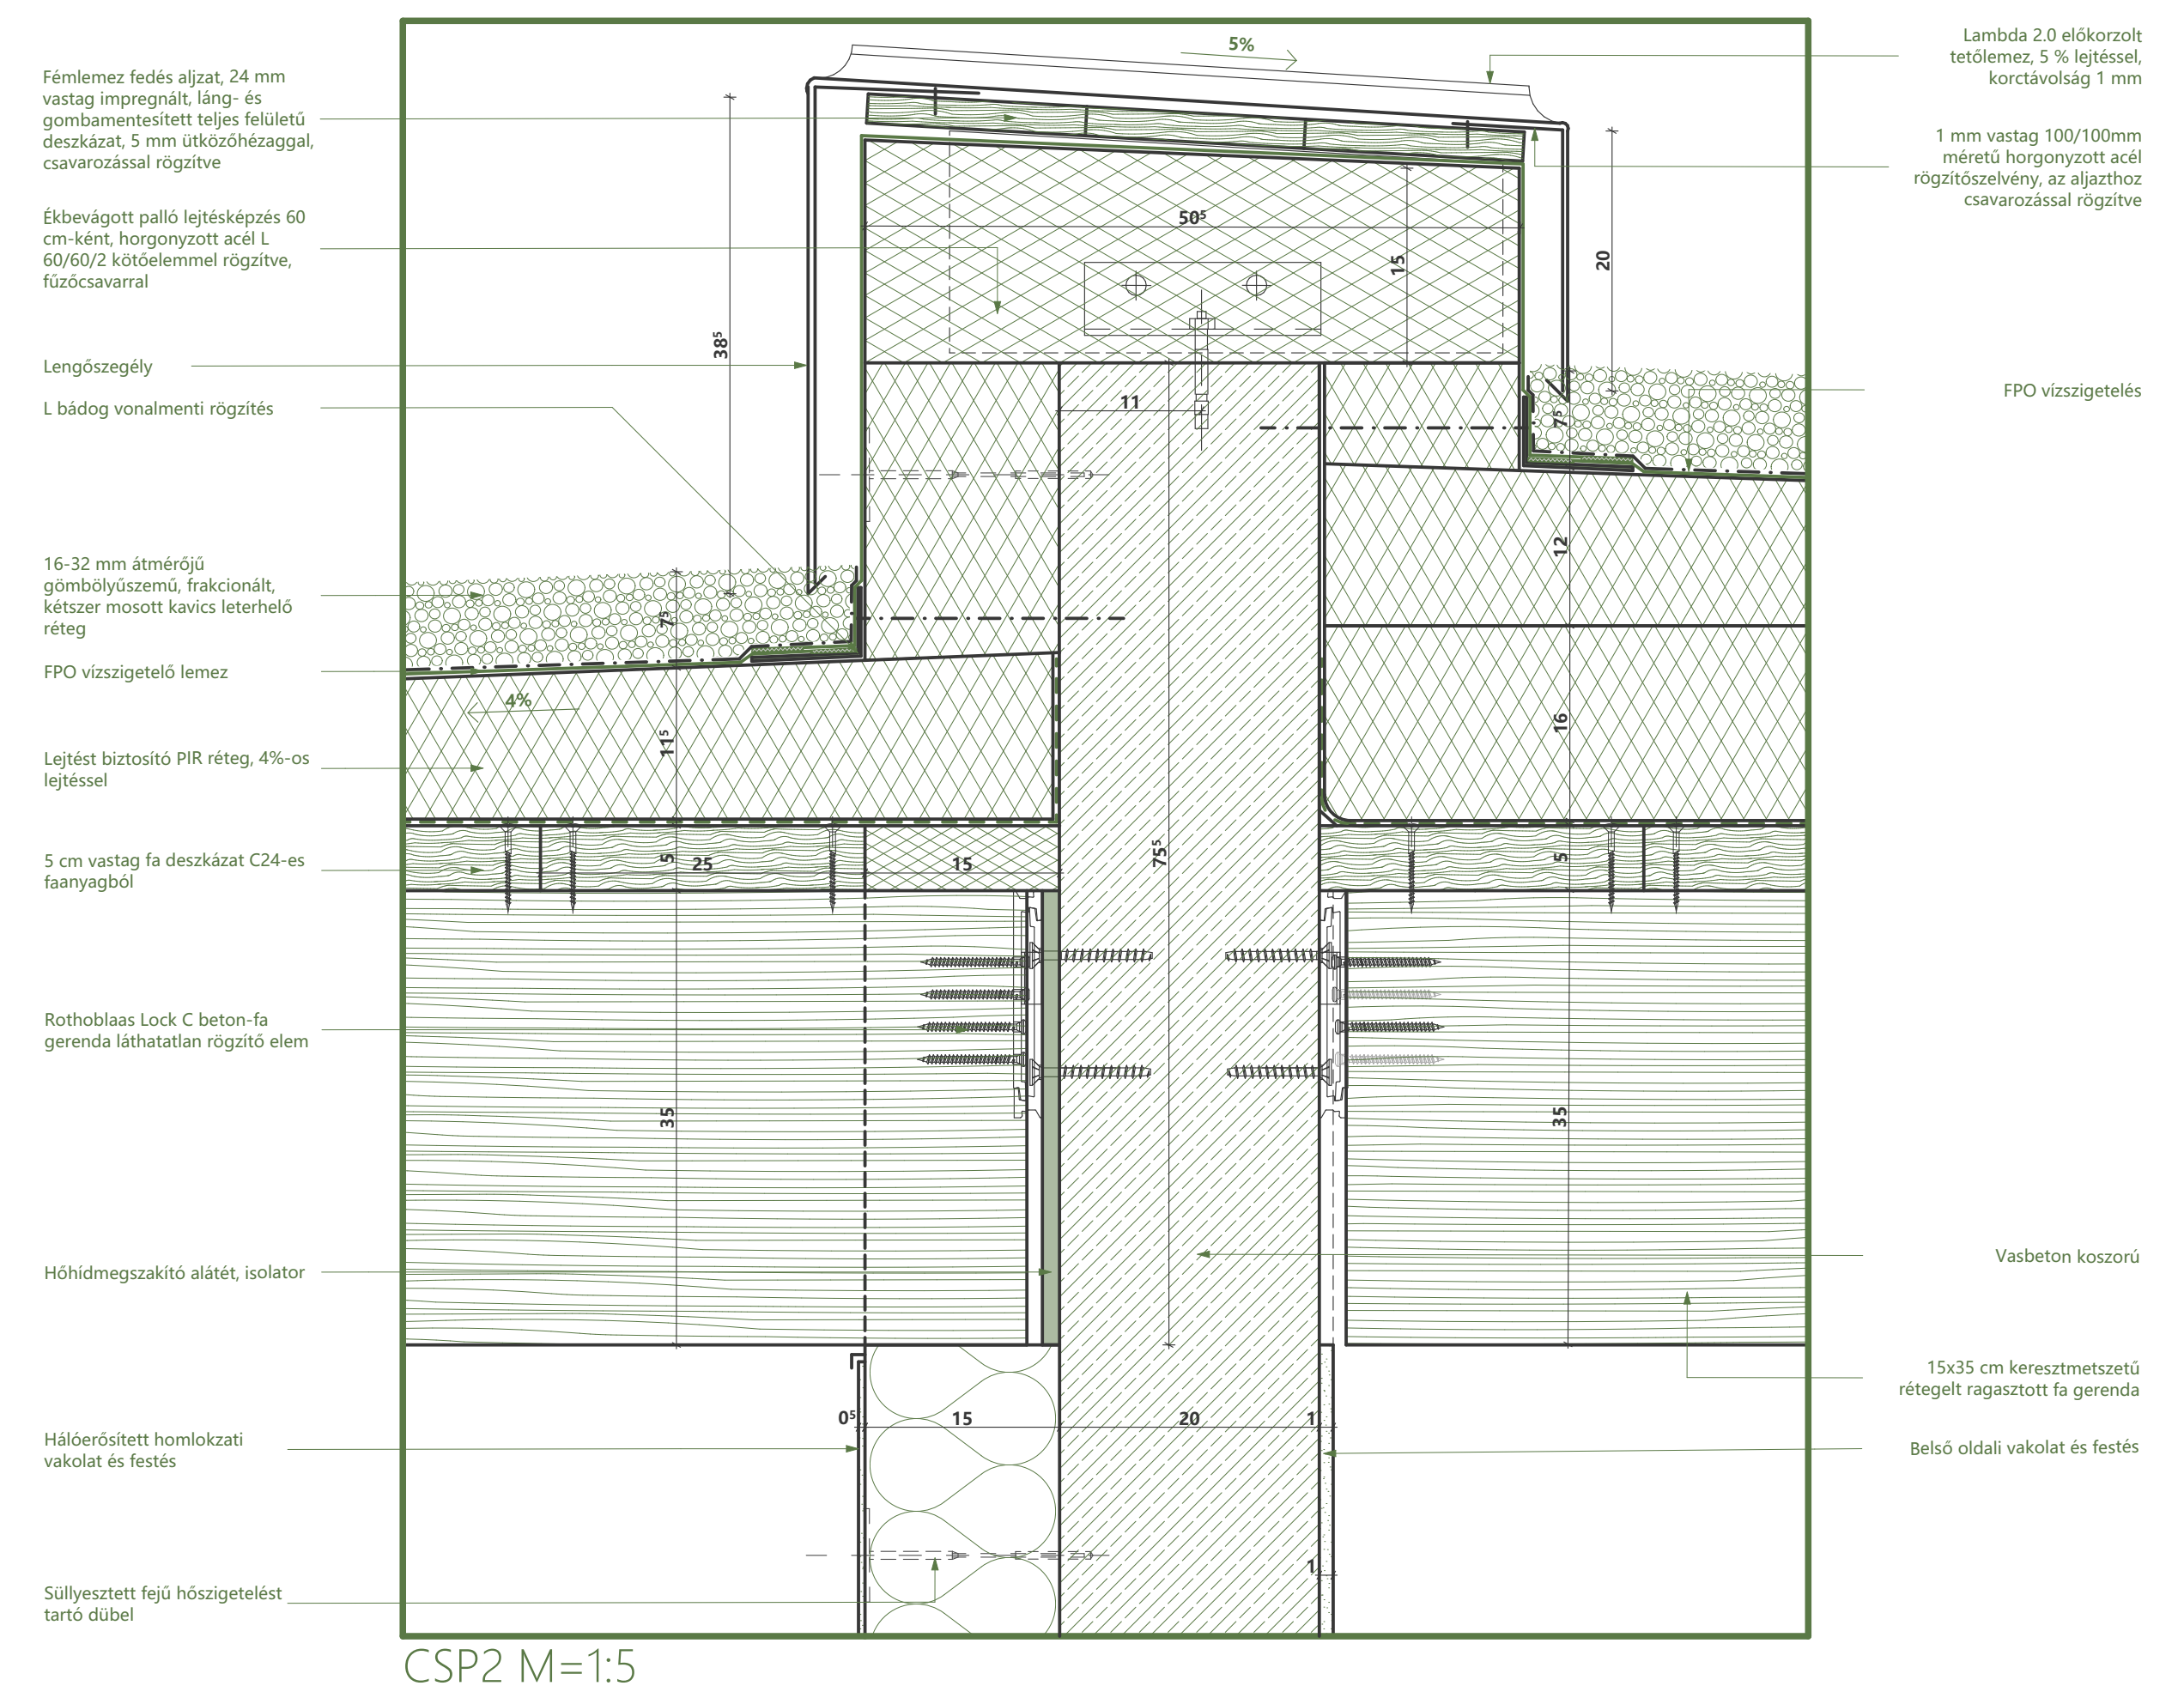 Fémlemez fedés aljzat, 24 mm
vastag impregnált, láng- és
gombamentesített teljes felületű
deszkázat, 5 mm ütközőhézaggal,
csavarozással rögzítve
Ékbevágott palló lejtésképzés 60
cm-ként, horgonyzott acél L
60/60/2 kötőelemmel rögzítve,
fűzőcsavarral
Lengőszegély
L bádog vonalmenti rögzítés
16-32 mm átmérőjű
gömbölyűszemű, frakcionált,
kétszer mosott kavics leterhelő
réteg
FPO vízszigetelő lemez
Lejtést biztosító PIR réteg, 4%-os
lejtéssel
5 cm vastag fa deszkázat C24-es
faanyagból
Rothoblaas Lock C beton-fa
gerenda láthatatlan rögzítő elem
Hőhídmegszakító alátét, isolator
Hálóerősített homlokzati
vakolat és festés
Süllyesztett fejű hőszigetelést
tartó dübel
5%
50⁵
15
20
38⁵
11
7⁵
7⁵
12
4%
11⁵
16
5
25
15
75⁵
5
35
35
0⁵
15
20
1
1
Lambda 2.0 előkorzolt
tetőlemez, 5 % lejtéssel,
korctávolság 1 mm
1 mm vastag 100/100mm
méretű horgonyzott acél
rögzítőszelvény, az aljazthoz
csavarozással rögzítve
FPO vízszigetelés
Vasbeton koszorú
15x35 cm keresztmetszetű
rétegelt ragasztott fa gerenda
Belső oldali vakolat és festés
CSP2 M=1:5